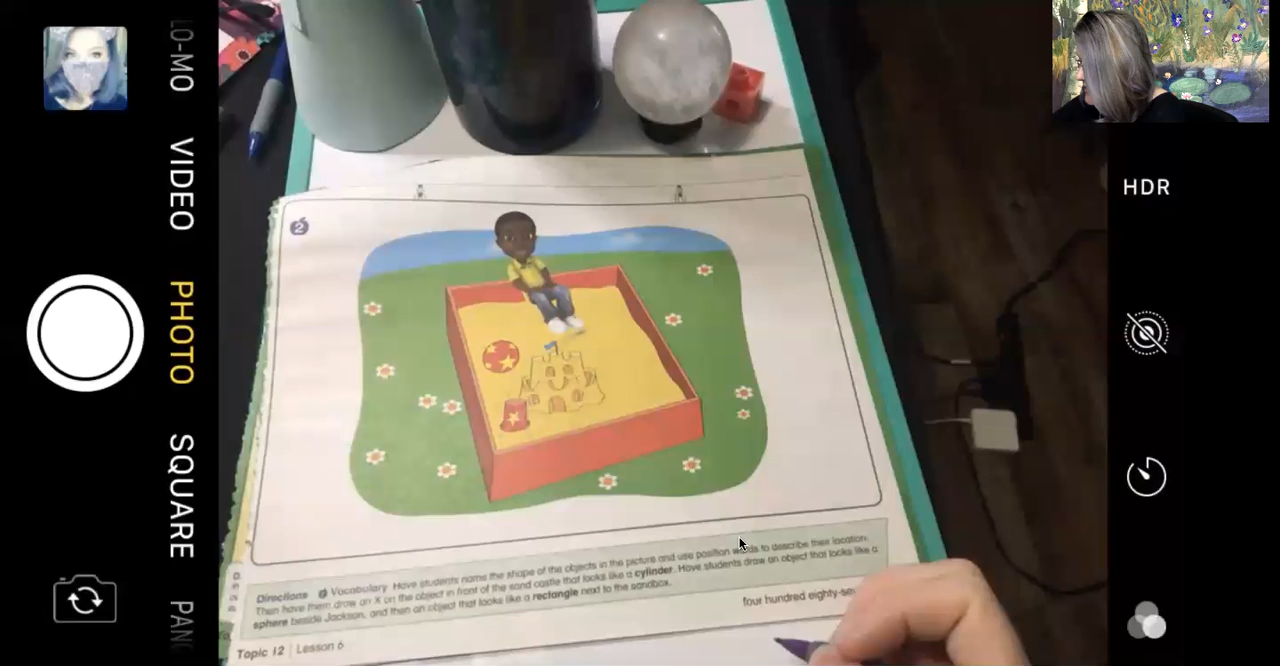 LO-MO
VIDEO
PHOTO
SQUARE
PAN
HDR
2
Directions 2 Vocabulary Have students name the shape of the objects in the picture and use position words to describe their location.
Then have them draw an X on the object in front of the sand castle that looks like a cylinder. Have students draw an object that looks like a
sphere beside Jackson, and then an object that looks like a rectangle next to the sandbox.
four hundred eighty-se
Topic 12 | Lesson 6